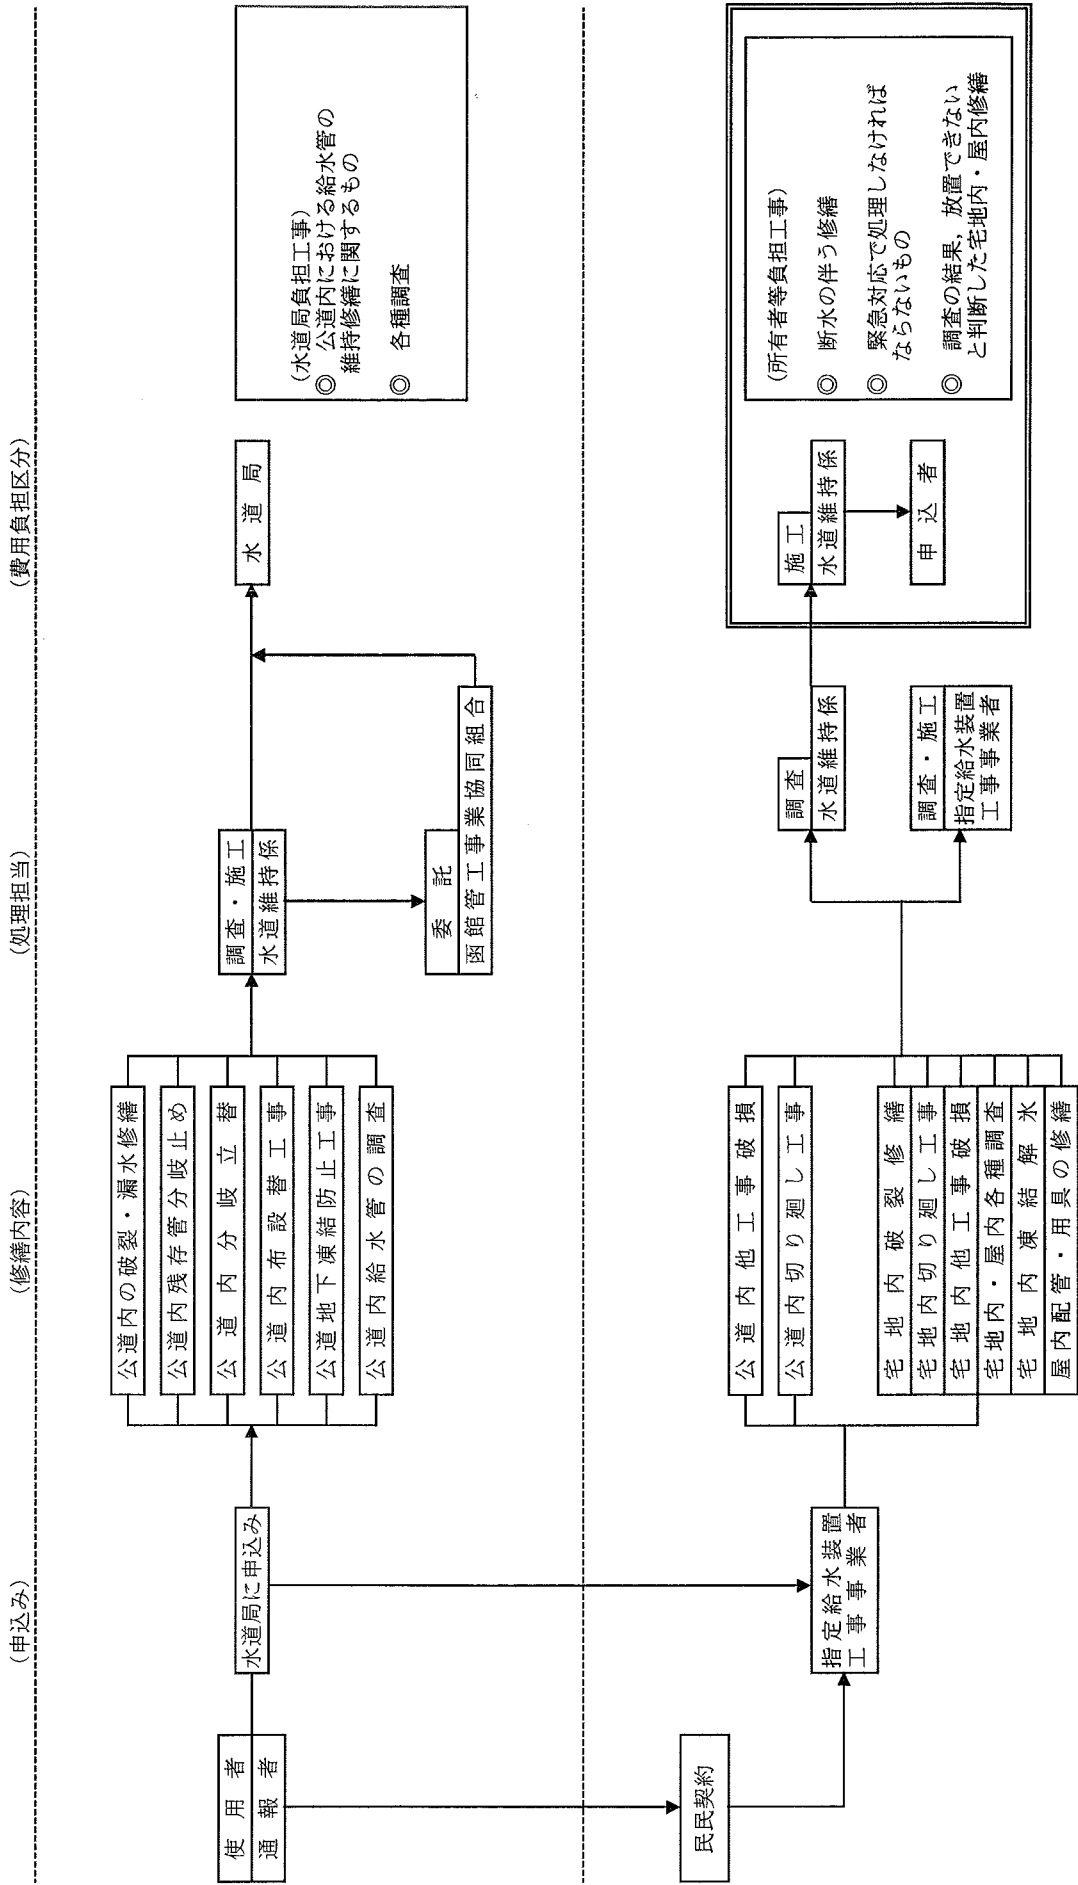 (申込み)
(修繕内容)
(処理担当)
(費用負担区分)
使用者
通報者
水道局に申込み
公道内の破裂・漏水修繕
公道内残存管分岐止め
公道内分岐立替
公道内布設替工事
公道地下凍結防止工事
公道内給水管の調査
調査・施工
水道維持係
委託
函館管工事業協同組合
水道局
(水道局負担工事)
◎ 公道内における給水管の
維持修繕に関するもの
◎ 各種調査
民民契約
指定給水装置
工事事業者
公道内他工事破損
公道内切り廻し工事
宅地内破裂修繕
宅地内切り廻し工事
宅地内他工事破損
宅地内・屋内各種調査
宅地内凍結解氷
屋内配管・用具の修繕
調査
水道維持係
調査・施工
指定給水装置
工事事業者
施工
水道維持係
申込者
(所有者等負担工事)
◎ 断水の伴う修繕
◎ 緊急対応で処理しなければ
ならないもの
◎ 調査の結果，放置できない
と判断した宅地内・屋内修繕